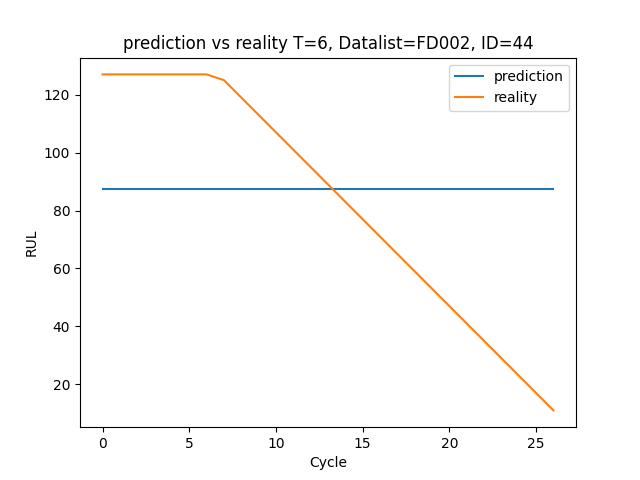 prediction vs reality T=6, Datalist=FD002, ID=44
prediction
reality
120
100
80
60
40
20
RUL
0 5 10 15 20 25
Cycle